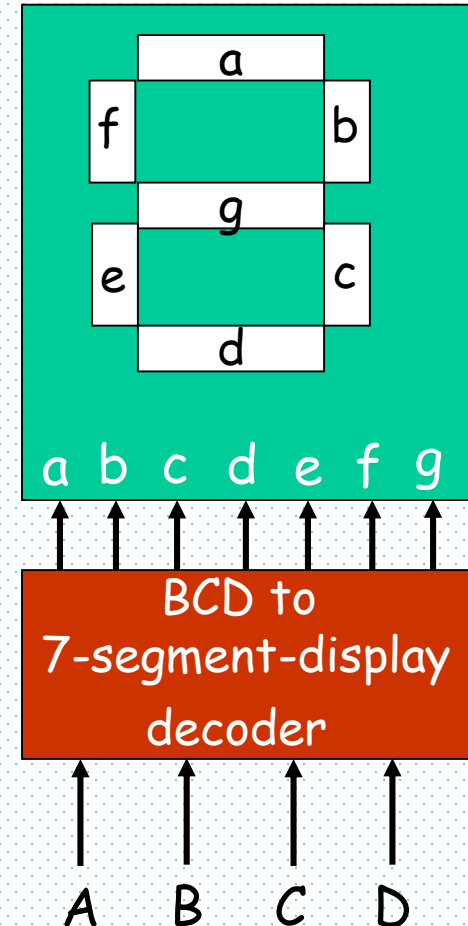 a
f b
g
e c
d
a b c d e f g
BCD to
7-segment-display
decoder
A B C D